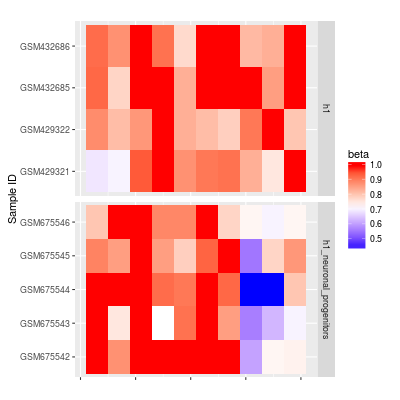 Sample ID
GSM432686
GSM432685
GSM429322
GSM429321
h1
GSM675546
GSM675545
GSM675544
GSM675543
GSM675542
h1_neuronal_progenitors
beta
1.0
0.9
0.8
0.7
0.6
0.5